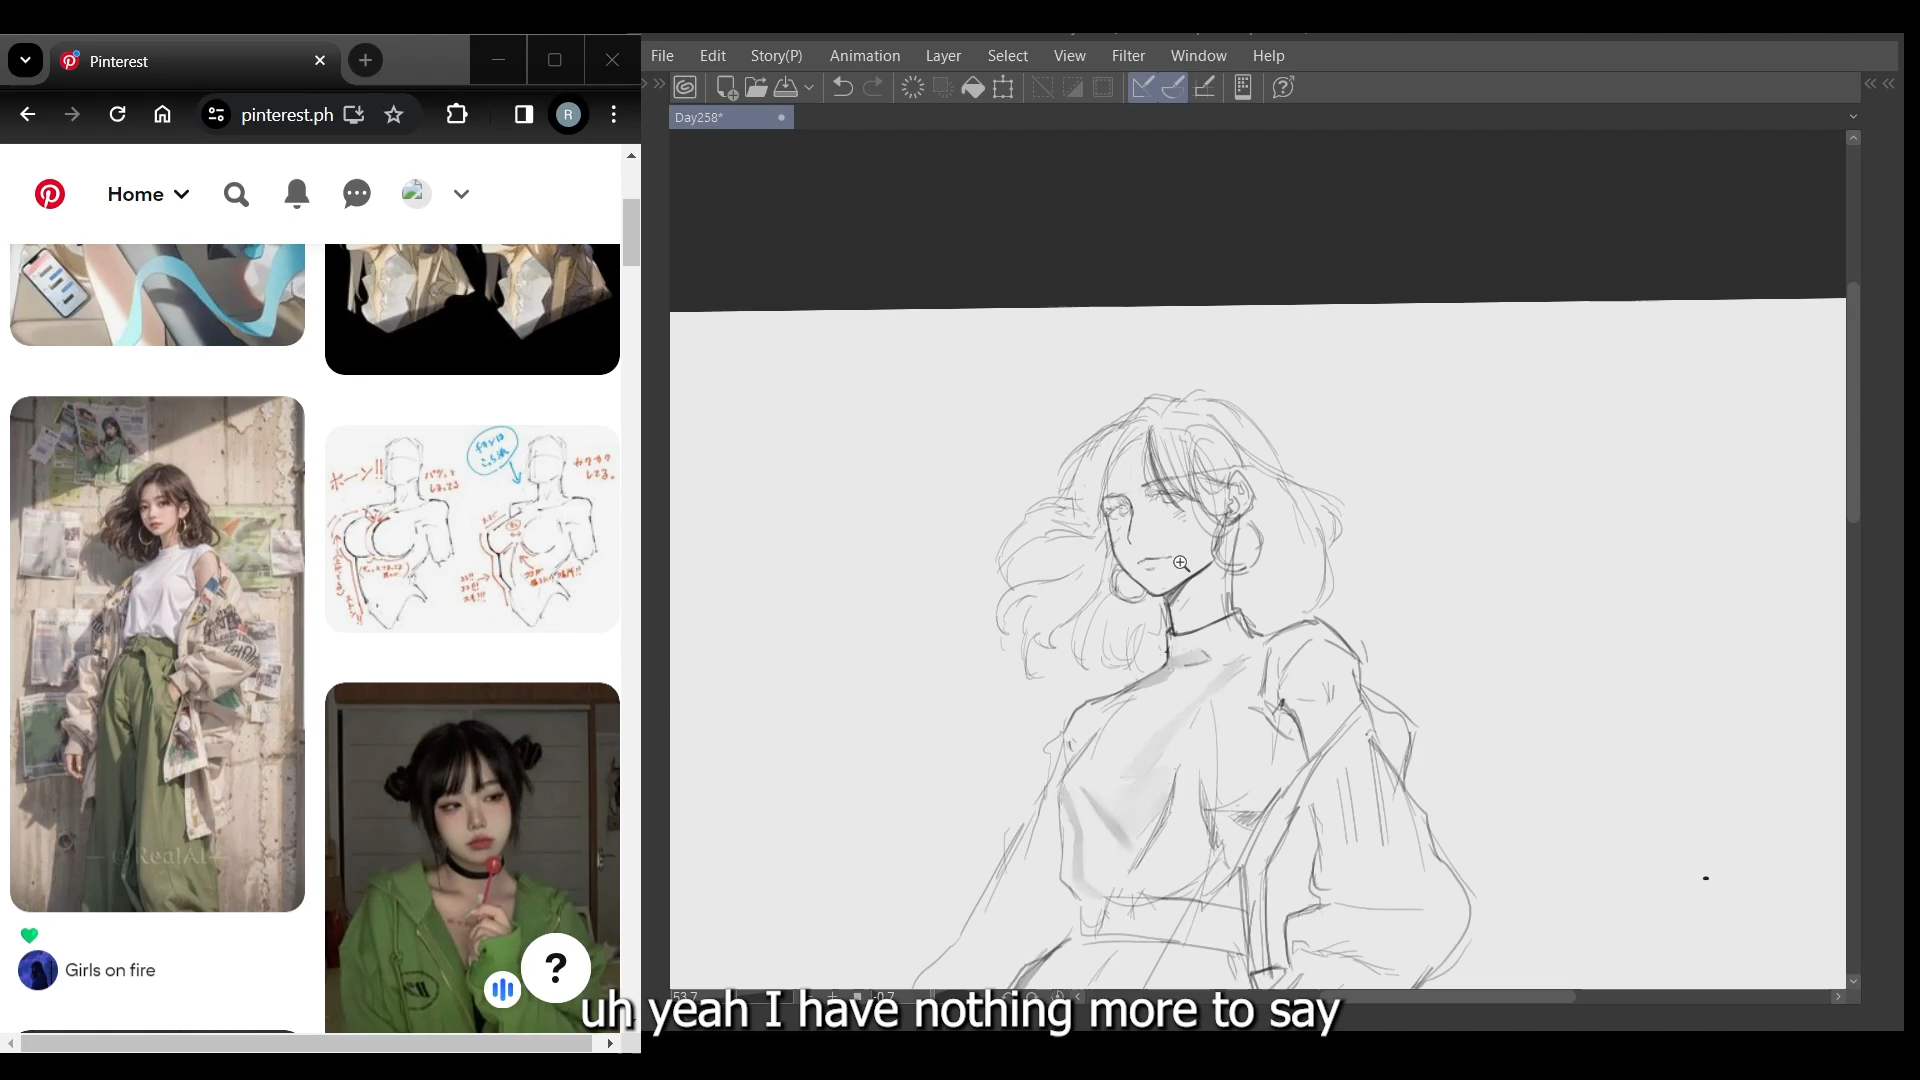 Pinterest
pinterest.ph
R
Home
Girls on fire
?
File Edit Story(P) Animation Layer Select View Filter Window Help
Day258*
uh yeah I have nothing more to say